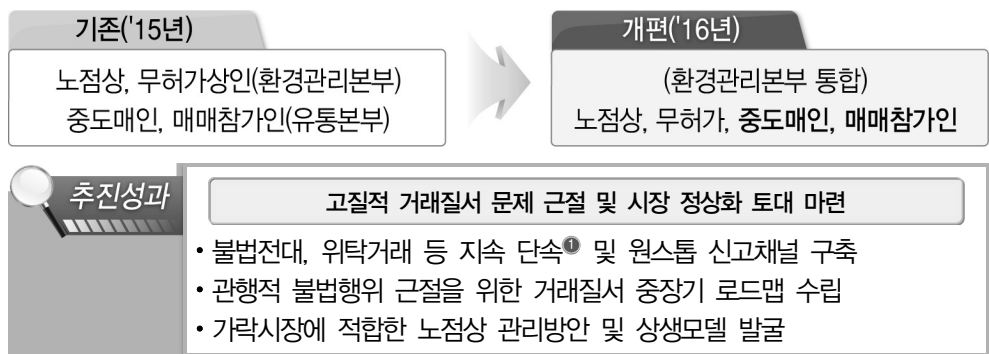 기존('15년)
노점상, 무허가상인(환경관리본부)
중도매인, 매매참가인(유통본부)
개편('16년)
(환경관리본부 통합)
노점상, 무허가, 중도매인, 매매참가인
추진성과
고질적 거래질서 문제 근절 및 시장 정상화 토대 마련
• 불법전대, 위탁거래 등 지속 단속❶ 및 원스톱 신고채널 구축
• 관행적 불법행위 근절을 위한 거래질서 중장기 로드맵 수립
• 가락시장에 적합한 노점상 관리방안 및 상생모델 발굴